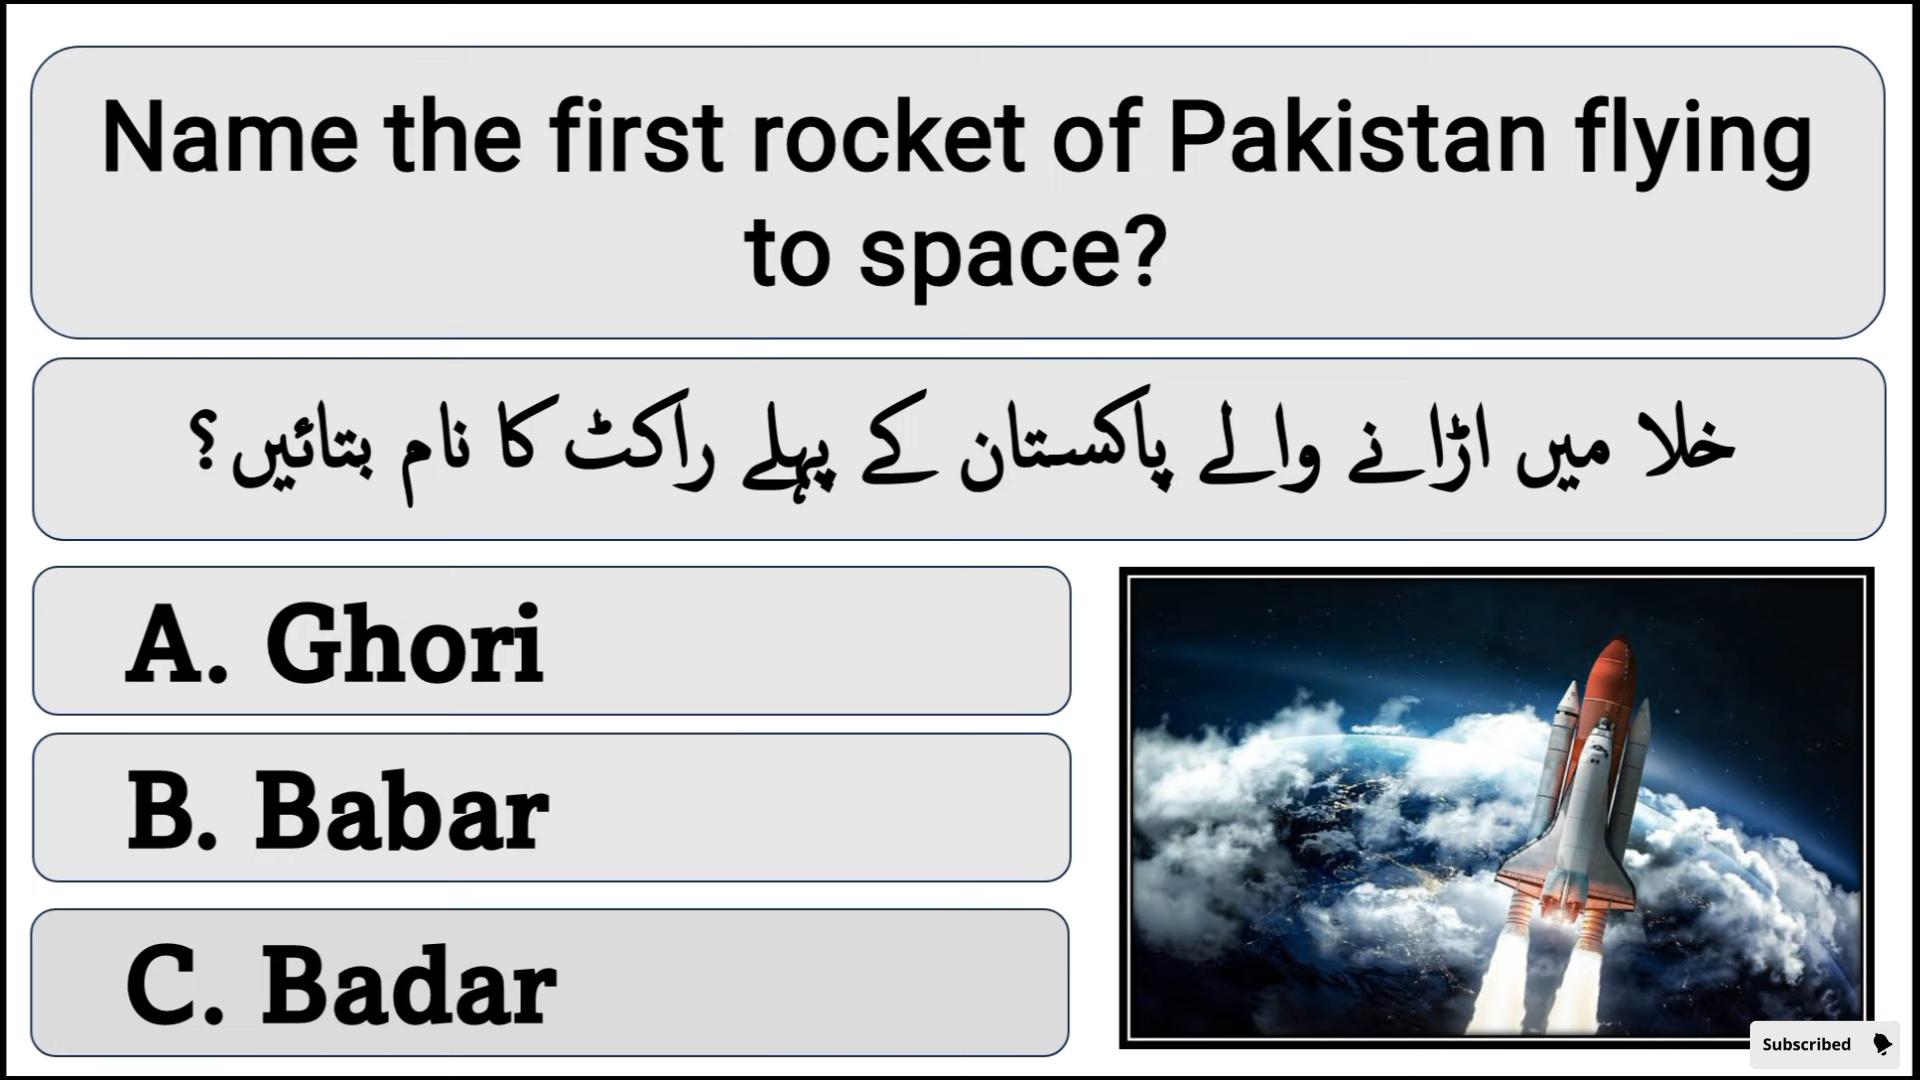 Name the first rocket of Pakistan flying
to space?
خلا میں اڑانے والے پاکستان کے پہلے راکٹ کا نام بتائیں؟
A. Ghori
B. Babar
C. Badar
Subscribed